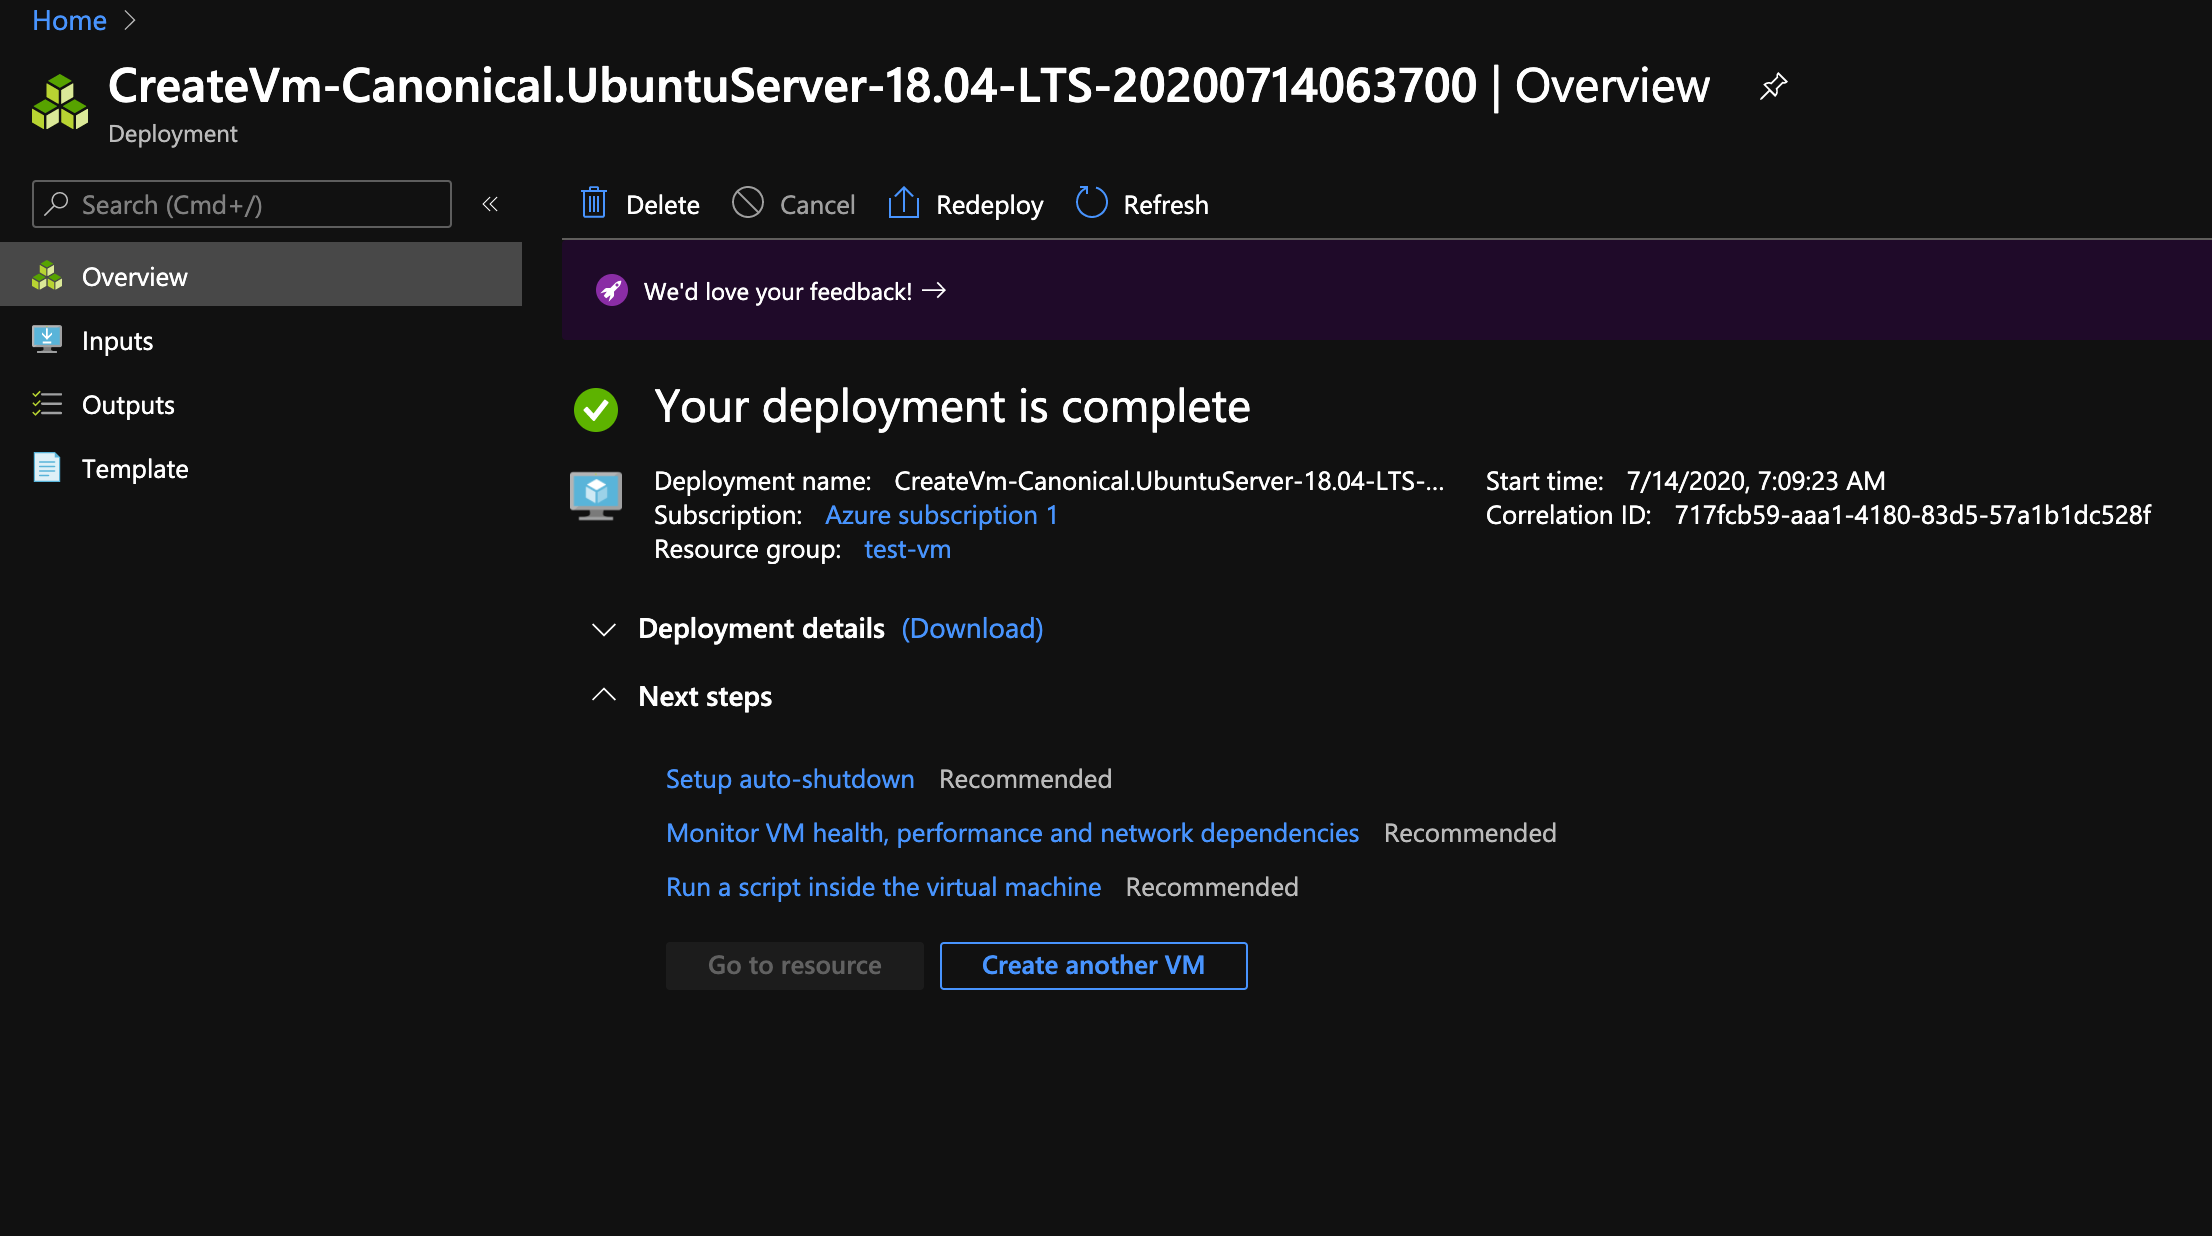 Home
CreateVm-Canonical.UbuntuServer-18.04-LTS-20200714063700 | Overview
Deployment
Search (Cmd+/)
«
Delete Cancel Redeploy Refresh
Overview
Inputs
Outputs
Template
We'd love your feedback! →
Your deployment is complete
Deployment name: CreateVm-Canonical.UbuntuServer-18.04-LTS-...
Subscription: Azure subscription 1
Resource group: test-vm
Start time: 7/14/2020, 7:09:23 AM
Correlation ID: 717fcb59-aaa1-4180-83d5-57a1b1dc528f
Deployment details (Download)
Next steps
Setup auto-shutdown Recommended
Monitor VM health, performance and network dependencies Recommended
Run a script inside the virtual machine Recommended
Go to resource Create another VM